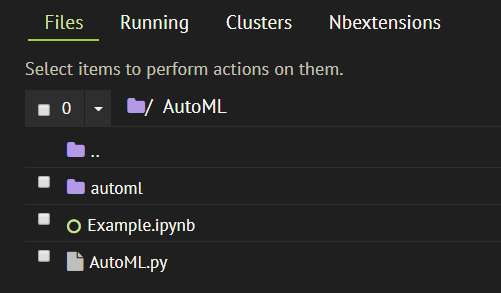 Files Running Clusters Nbextensions
Select items to perform actions on them.
0 / AutoML
..
automl
Example.ipynb
AutoML.py